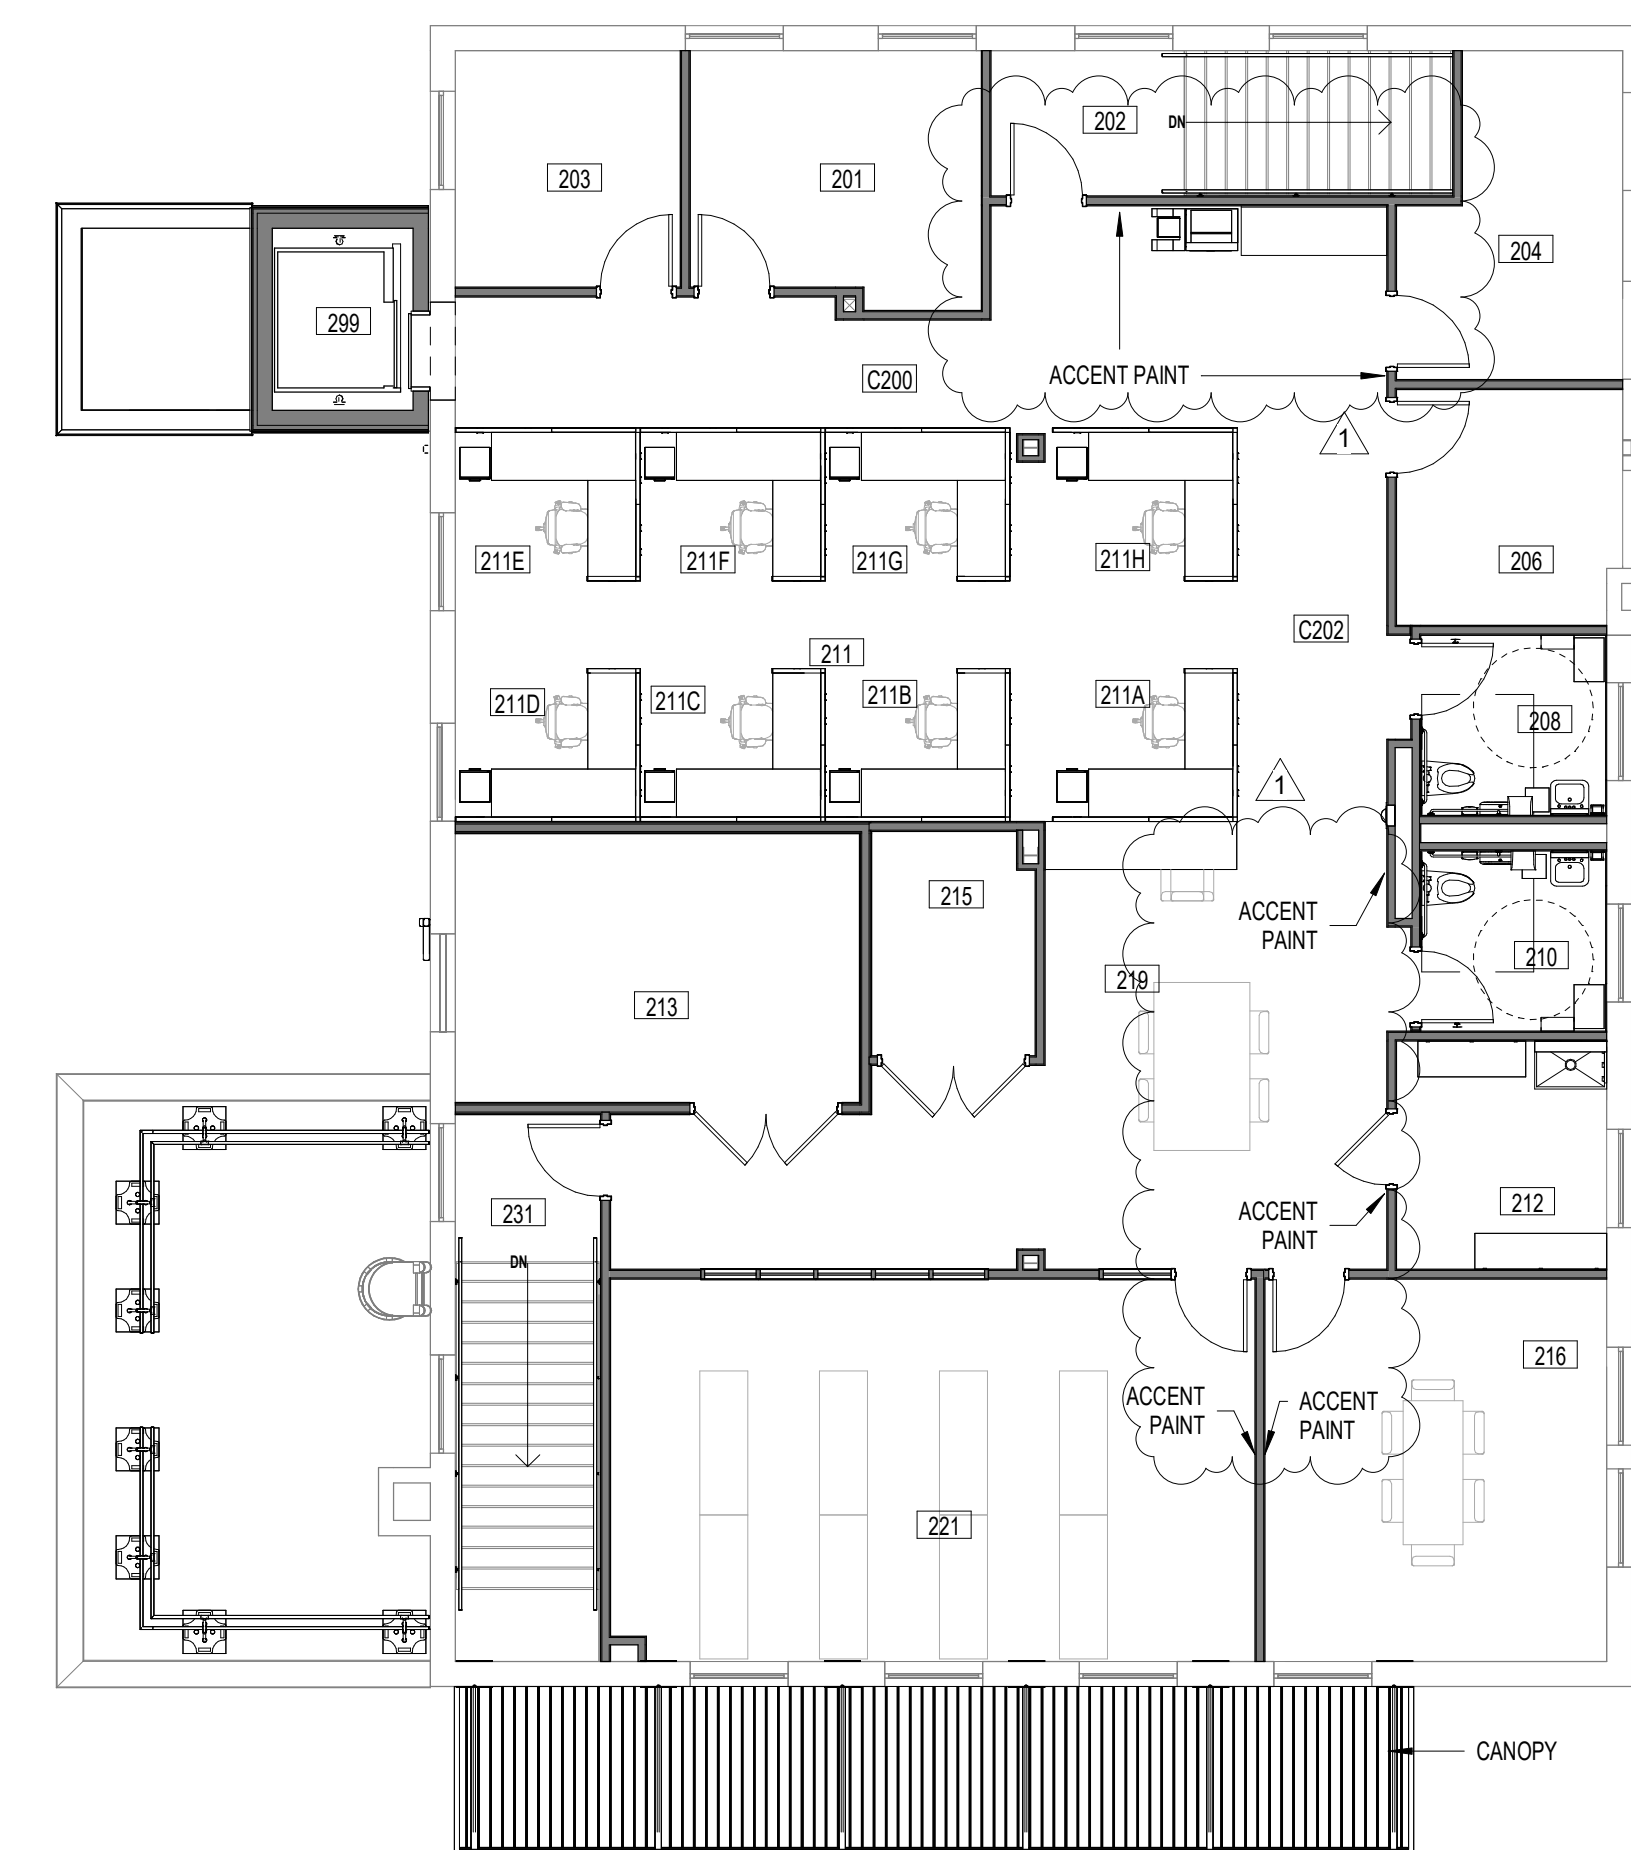 202
DN
203
201
204
299
ACCENT PAINT
C200
1
211E
211F
211G
211H
206
C202
211
211D
211C
211B
211A
208
1
215
ACCENT
PAINT
210
219
213
212
231
ACCENT
PAINT
DN
216
ACCENT
PAINT
ACCENT
PAINT
221
CANOPY